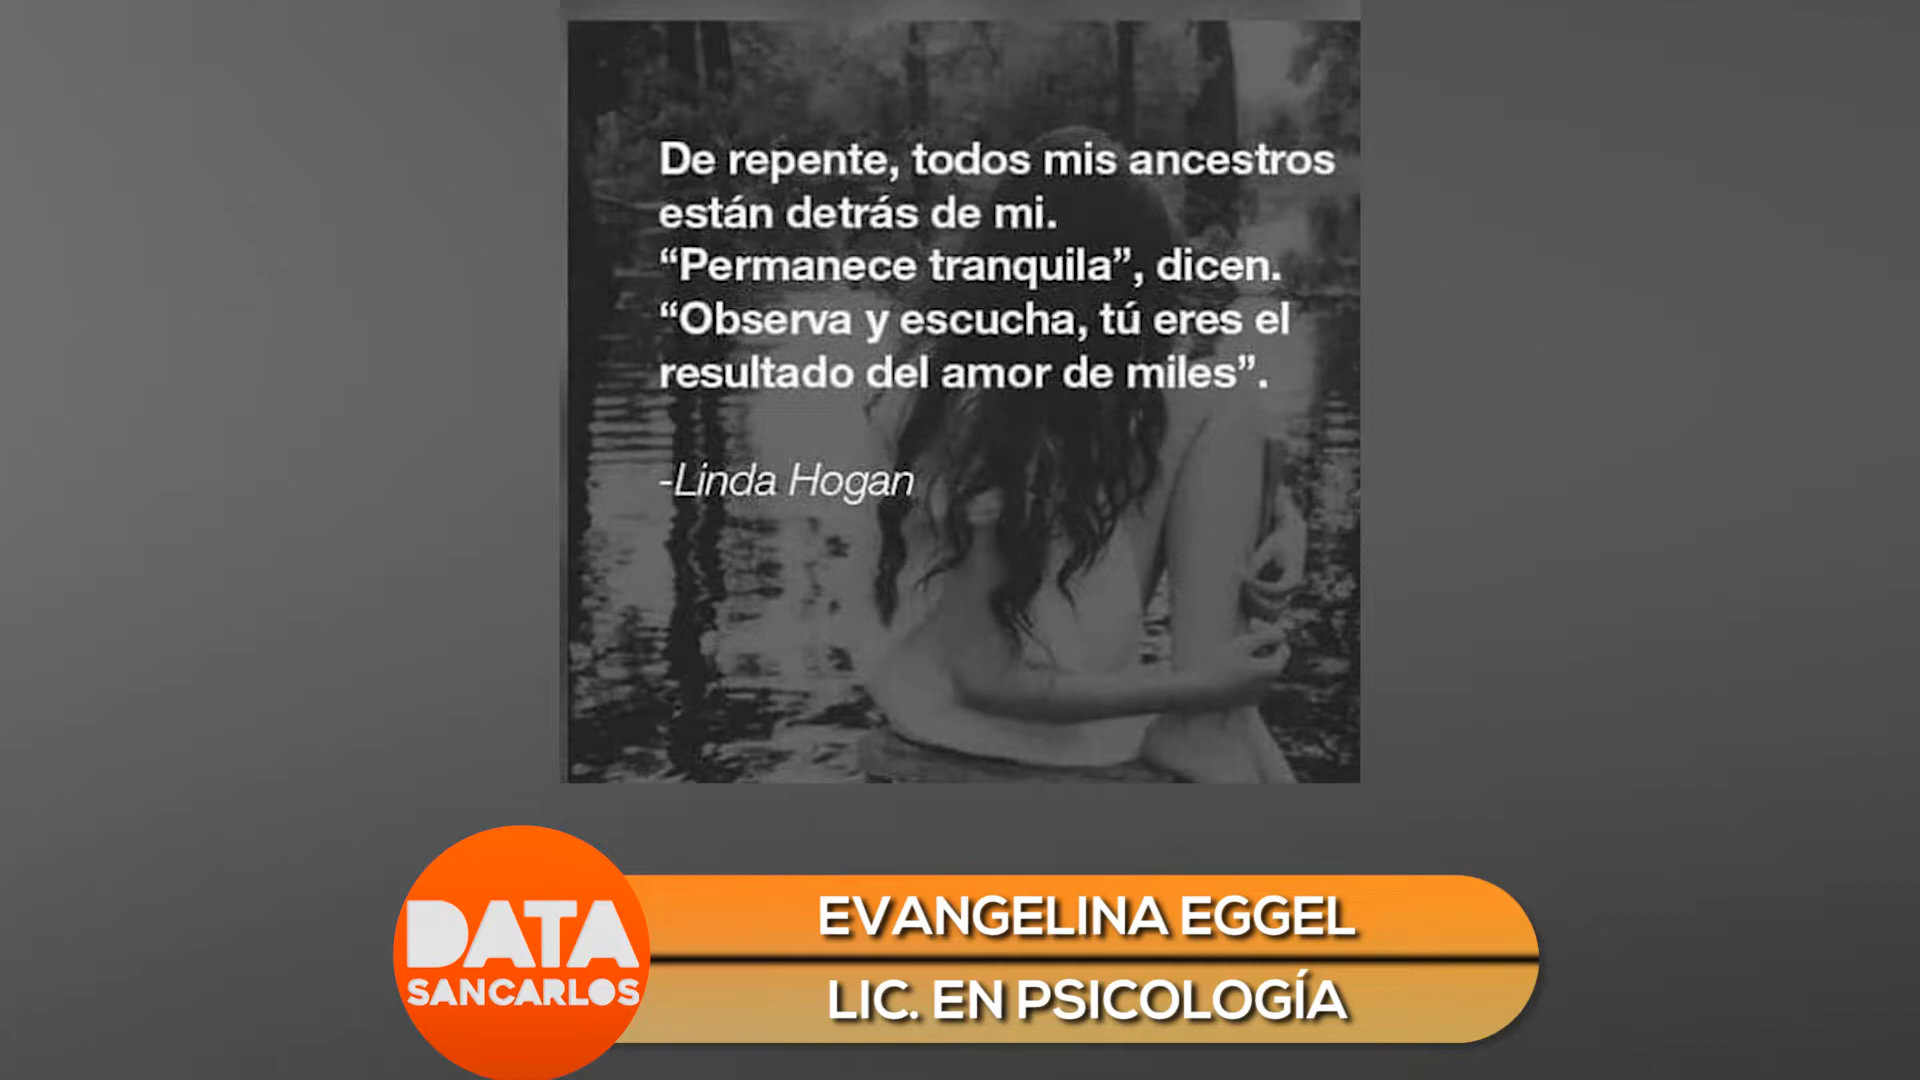 De repente, todos mis ancestros
están detrás de mi.
“Permanece tranquila”, dicen.
“Observa y escucha, tú eres el
resultado del amor de miles”.
-Linda Hogan
DATA
SANCARLOS
EVANGELINA EGGEL
LIC. EN PSICOLOGÍA